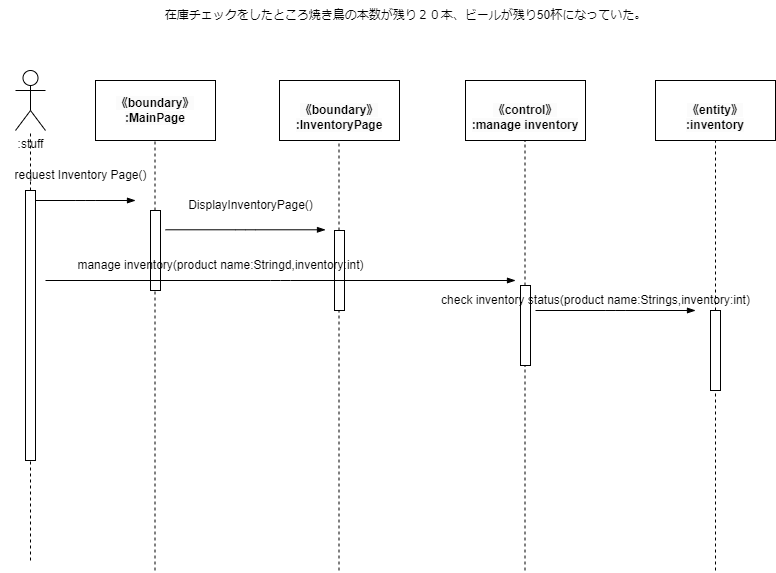 在庫チェックをしたところ焼き鳥の本数が残り２０本、ビールが残り50杯になっていた。
《boundary》
:MainPage
《boundary》
:InventoryPage
《control》
:manage inventory
《entity》
:inventory
:stuff
request Inventory Page()
DisplayInventoryPage()
manage inventory(product name:Stringd,inventory:int)
check inventory status(product name:Strings,inventory:int)